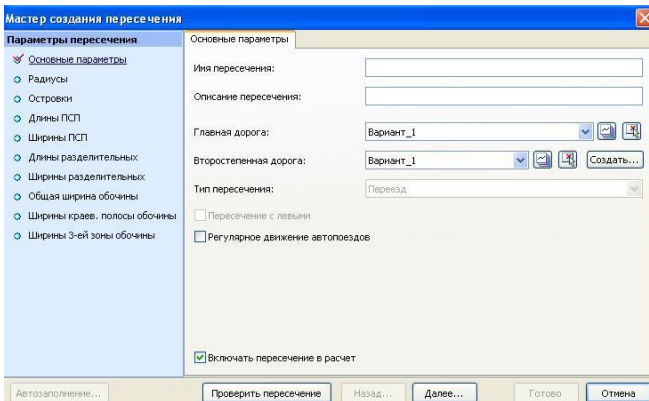 Мастер создания пересечения
Параметры пересечения
Основные параметры
Радиусы
Островки
Длины ПСП
Ширины ПСП
Длины разделительных
Ширины разделительных
Общая ширина обочины
Ширины краев. полосы обочины
Ширины 3-ей зоны обочины
Основные параметры
Имя пересечения:
Описание пересечения:
Главная дорога: Вариант_1
Второстепенная дорога: Вариант_1 Создать...
Тип пересечения: Переезд
Пересечение с левыми
Регулярное движение автопоездов
Включать пересечение в расчет
Автозаполнение... Проверить пересечение Назад... Далее... Готово Отмена